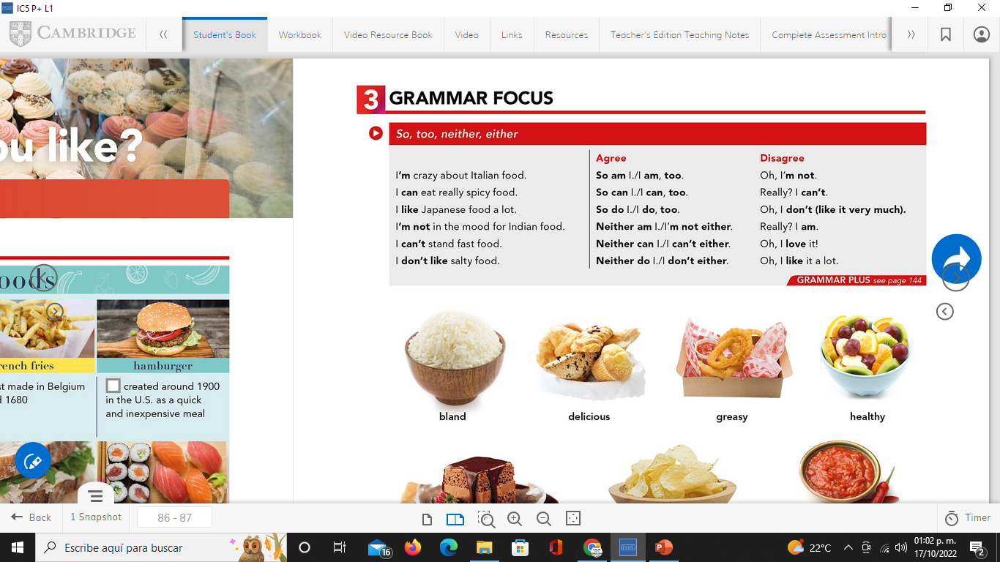 IC5 P+ L1
CAMBRIDGE
Student's Book
Workbook
Video Resource Book
Video
Links
Resources
Teacher's Edition Teaching Notes
Complete Assessment Intro
ou like?
3 GRAMMAR FOCUS
So, too, neither, either
Agree Disagree
I'm crazy about Italian food. So am I./I am, too. Oh, I'm not.
I can eat really spicy food. So can I./I can, too. Really? I can't.
I like Japanese food a lot. So do I./I do, too. Oh, I don't (like it very much).
I'm not in the mood for Indian food. Neither am I./I'm not either. Really? I am.
I can't stand fast food. Neither can I./I can't either. Oh, I love it!
I don't like salty food. Neither do I./I don't either. Oh, I like it a lot.
GRAMMAR PLUS see page 144
oods
rench fries
hamburger
st made in Belgium
1680
created around 1900
in the U.S. as a quick
and inexpensive meal
bland
delicious
greasy
healthy
Back
1 Snapshot
86 - 87
Timer
Escribe aquí para buscar
16
PLUS
22°C
01:02 p. m.
17/10/2022
2